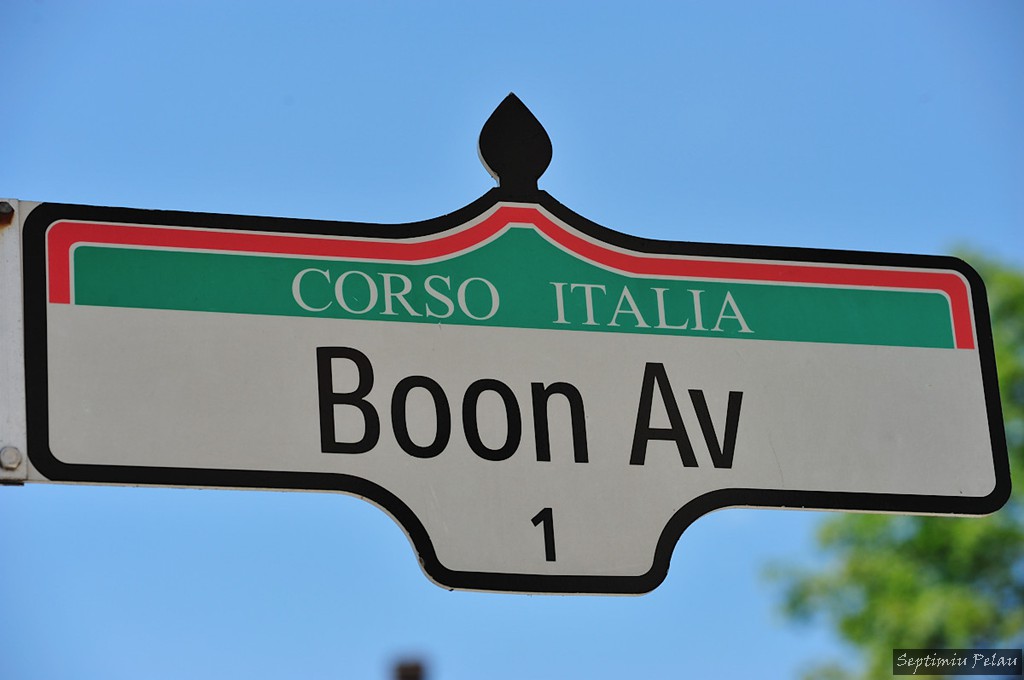 CORSO ITALIA
Boon Av
1
Septimiu Pelau